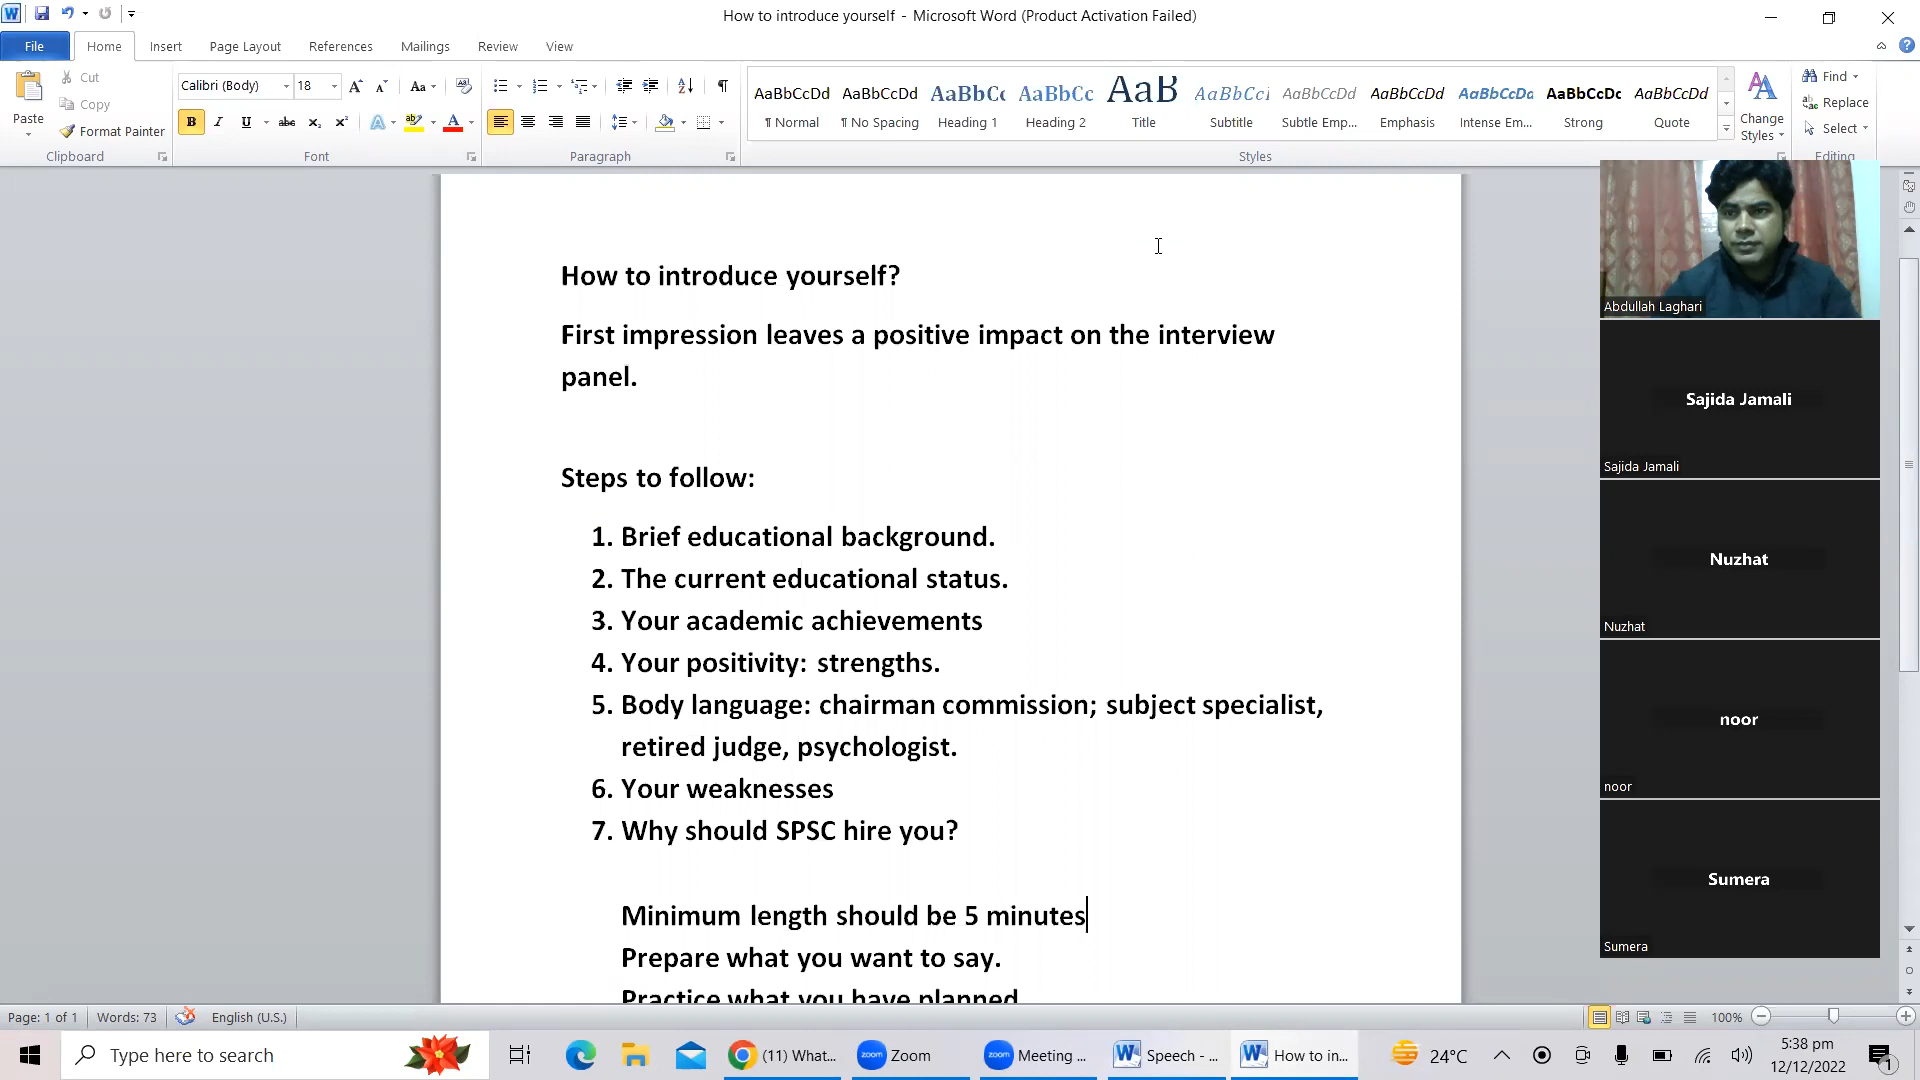 How to introduce yourself - Microsoft Word (Product Activation Failed)
File Home Insert Page Layout References Mailings Review View
Paste
Cut
Copy
Format Painter
Clipboard
Calibri (Body) 18
Font
Paragraph
AaBbCcDd AaBbCcDd AaBbCc AaBbCc AaB AaBbCcI AaBbCcDd AaBbCcDd AaBbCcDd AaBbCcDc AaBbCcDd
¶ Normal ¶ No Spacing Heading 1 Heading 2 Title Subtitle Subtle Emp... Emphasis Intense Em... Strong Quote
Styles
Change Styles
Find
Replace
Select
Editing
How to introduce yourself?
First impression leaves a positive impact on the interview
panel.
Steps to follow:
1. Brief educational background.
2. The current educational status.
3. Your academic achievements
4. Your positivity: strengths.
5. Body language: chairman commission; subject specialist,
retired judge, psychologist.
6. Your weaknesses
7. Why should SPSC hire you?
Minimum length should be 5 minutes
Prepare what you want to say.
Practice what you have planned
Abdullah Laghari
Sajida Jamali
Sajida Jamali
Nuzhat
Nuzhat
noor
noor
Sumera
Sumera
Page: 1 of 1 Words: 73 English (U.S.) 100%
Type here to search
(11) What...
zoom Zoom
zoom Meeting ...
Speech - ...
How to in...
24°C
5:38 pm
12/12/2022
1